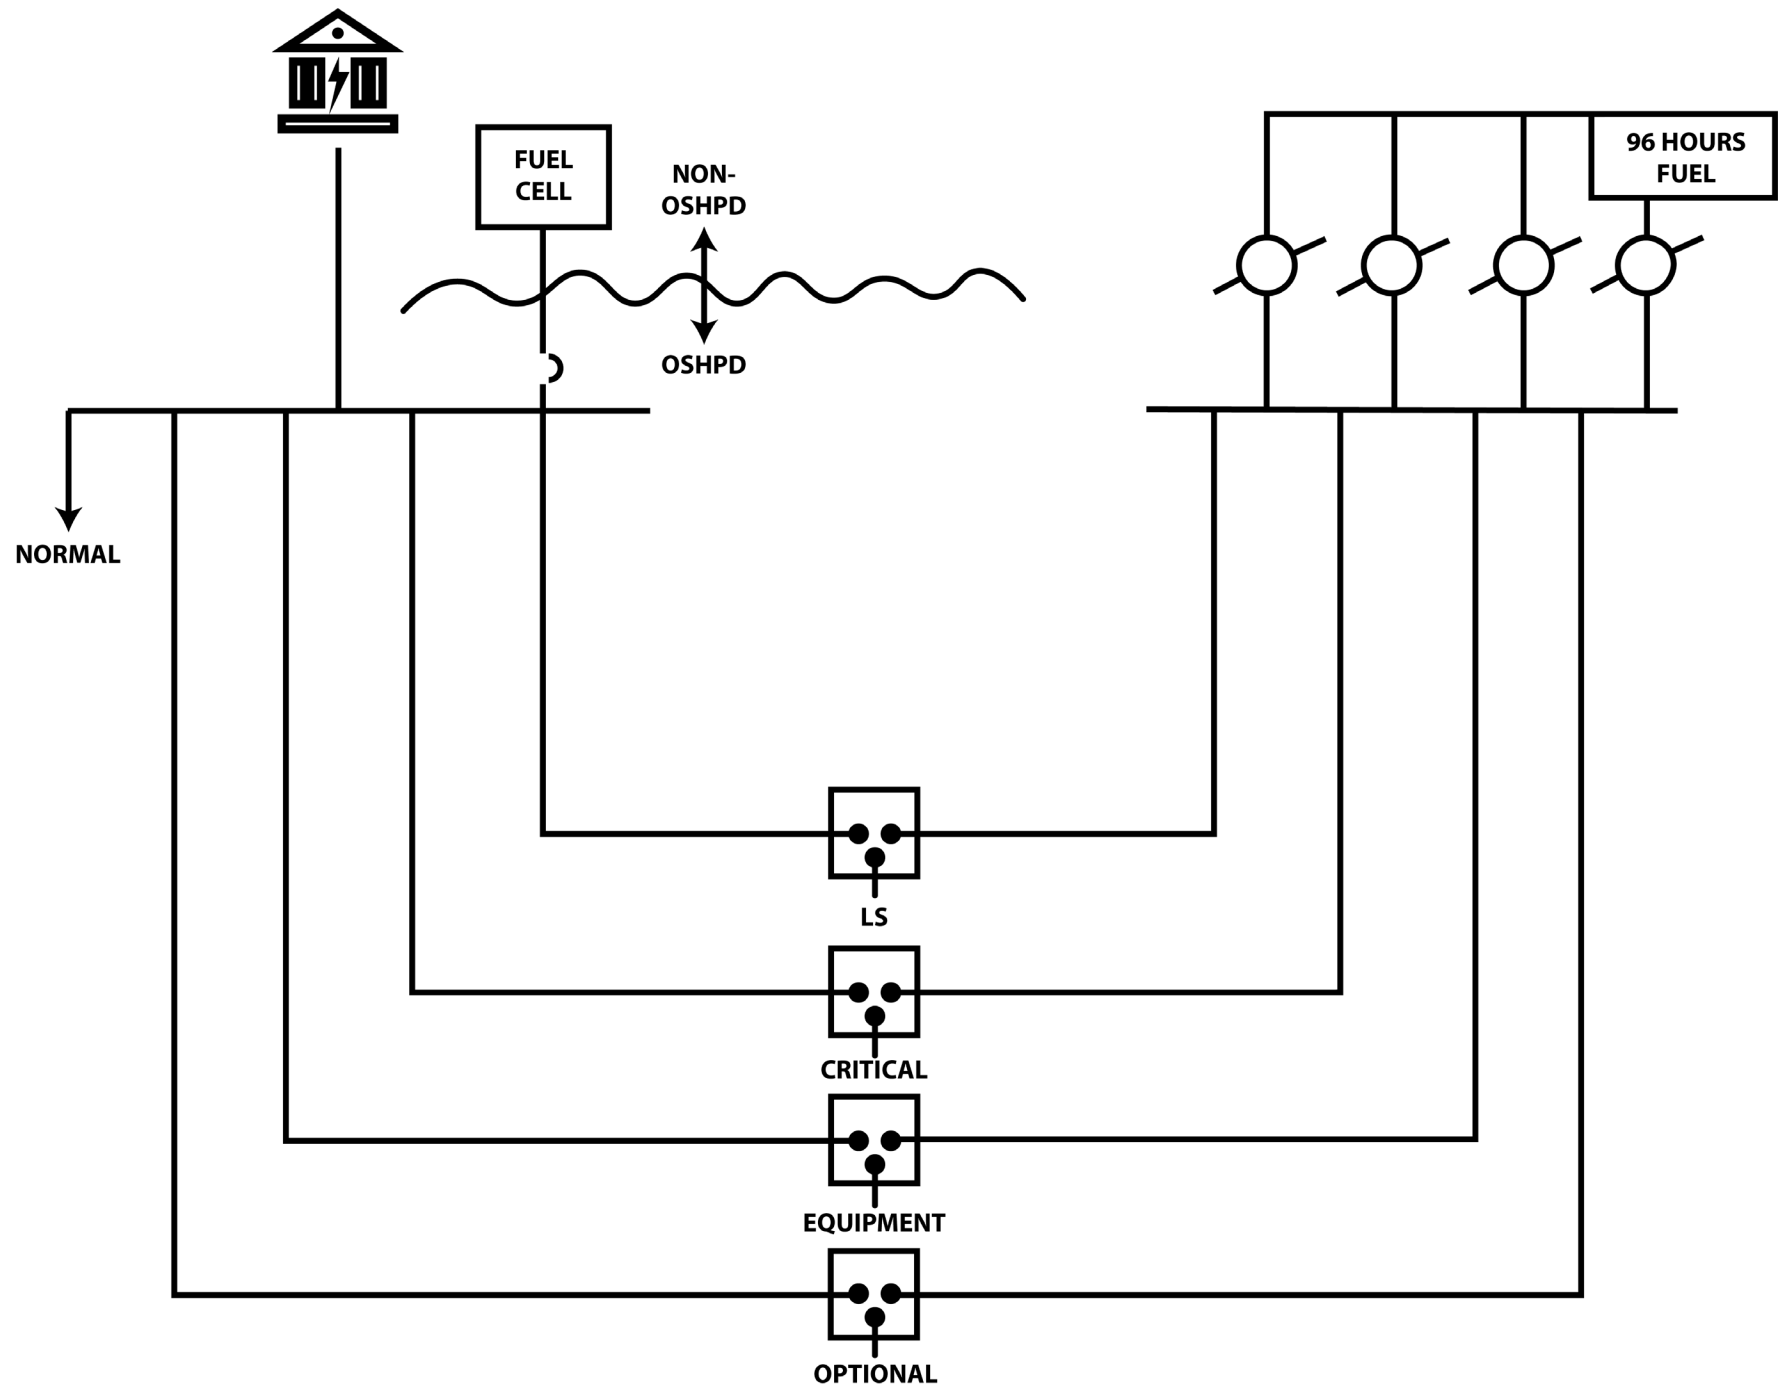 FUEL
CELL
NON-
OSHPD
OSHPD
96 HOURS
FUEL
NORMAL
LS
CRITICAL
EQUIPMENT
OPTIONAL